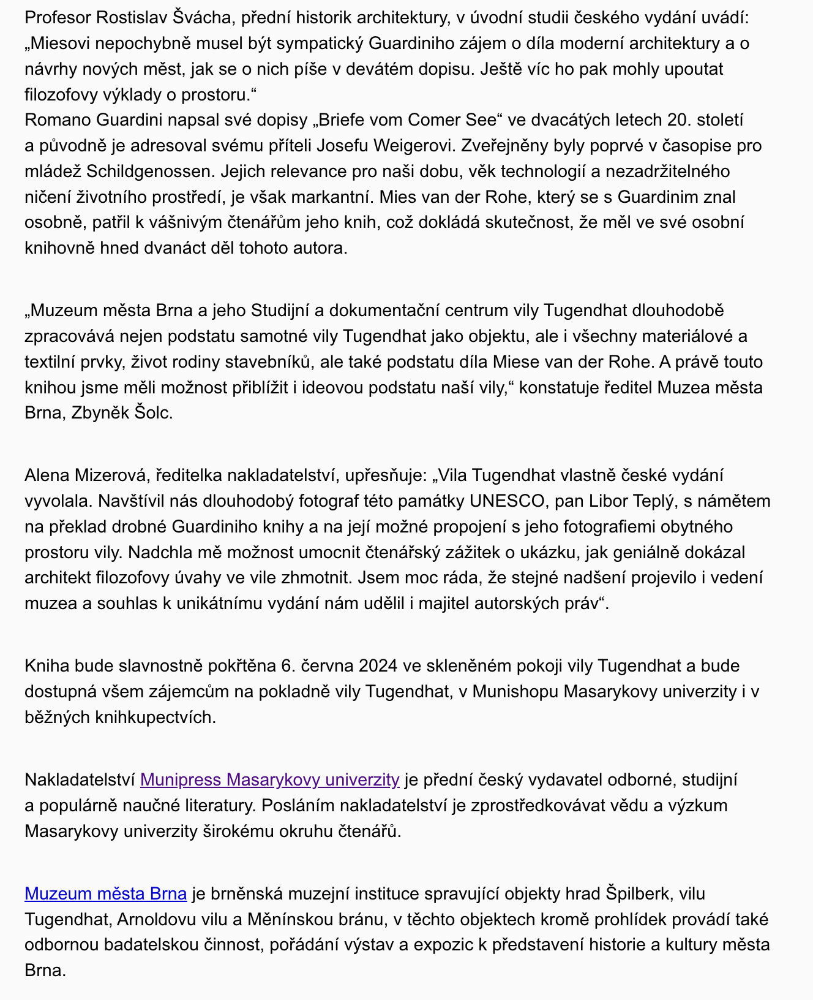 Profesor Rostislav Švácha, přední historik architektury, v úvodní studii českého vydání uvádí:
„Miesovi nepochybně musel být sympatický Guardiniho zájem o díla moderní architektury a o
návrhy nových měst, jak se o nich píše v devátém dopisu. Ještě víc ho pak mohly upoutat
filozofovy výklady o prostoru.“
Romano Guardini napsal své dopisy „Briefe vom Comer See“ ve dvacátých letech 20. století
a původně je adresoval svému příteli Josefu Weigerovi. Zveřejněny byly poprvé v časopise pro
mládež Schildgenossen. Jejich relevance pro naši dobu, věk technologií a nezadržitelného
ničení životního prostředí, je však markantní. Mies van der Rohe, který se s Guardinim znal
osobně, patřil k vášnivým čtenářům jeho knih, což dokládá skutečnost, že měl ve své osobní
knihovně hned dvanáct děl tohoto autora.
„Muzeum města Brna a jeho Studijní a dokumentační centrum vily Tugendhat dlouhodobě
zpracovává nejen podstatu samotné vily Tugendhat jako objektu, ale i všechny materiálové a
textilní prvky, život rodiny stavebníků, ale také podstatu díla Miese van der Rohe. A právě touto
knihou jsme měli možnost přiblížit i ideovou podstatu naší vily,“ konstatuje ředitel Muzea města
Brna, Zbyněk Šolc.
Alena Mizerová, ředitelka nakladatelství, upřesňuje: „Vila Tugendhat vlastně české vydání
vyvolala. Navštívil nás dlouhodobý fotograf této památky UNESCO, pan Libor Teplý, s námětem
na překlad drobné Guardiniho knihy a na její možné propojení s jeho fotografiemi obytného
prostoru vily. Nadchla mě možnost umocnit čtenářský zážitek o ukázku, jak geniálně dokázal
architekt filozofovy úvahy ve vile zhmotnit. Jsem moc ráda, že stejné nadšení projevilo i vedení
muzea a souhlas k unikátnímu vydání nám udělil i majitel autorských práv“.
Kniha bude slavnostně pokřtěna 6. června 2024 ve skleněném pokoji vily Tugendhat a bude
dostupná všem zájemcům na pokladně vily Tugendhat, v Munishopu Masarykovy univerzity i v
běžných knihkupectvích.
Nakladatelství Munipress Masarykovy univerzity je přední český vydavatel odborné, studijní
a populárně naučné literatury. Posláním nakladatelství je zprostředkovávat vědu a výzkum
Masarykovy univerzity širokému okruhu čtenářů.
Muzeum města Brna je brněnská muzejní instituce spravující objekty hrad Špilberk, vilu
Tugendhat, Arnoldovu vilu a Měnínskou bránu, v těchto objektech kromě prohlídek provádí také
odbornou badatelskou činnost, pořádání výstav a expozic k představení historie a kultury města
Brna.